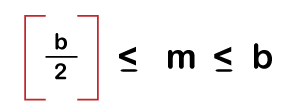 [b/2] ≤ m ≤ b